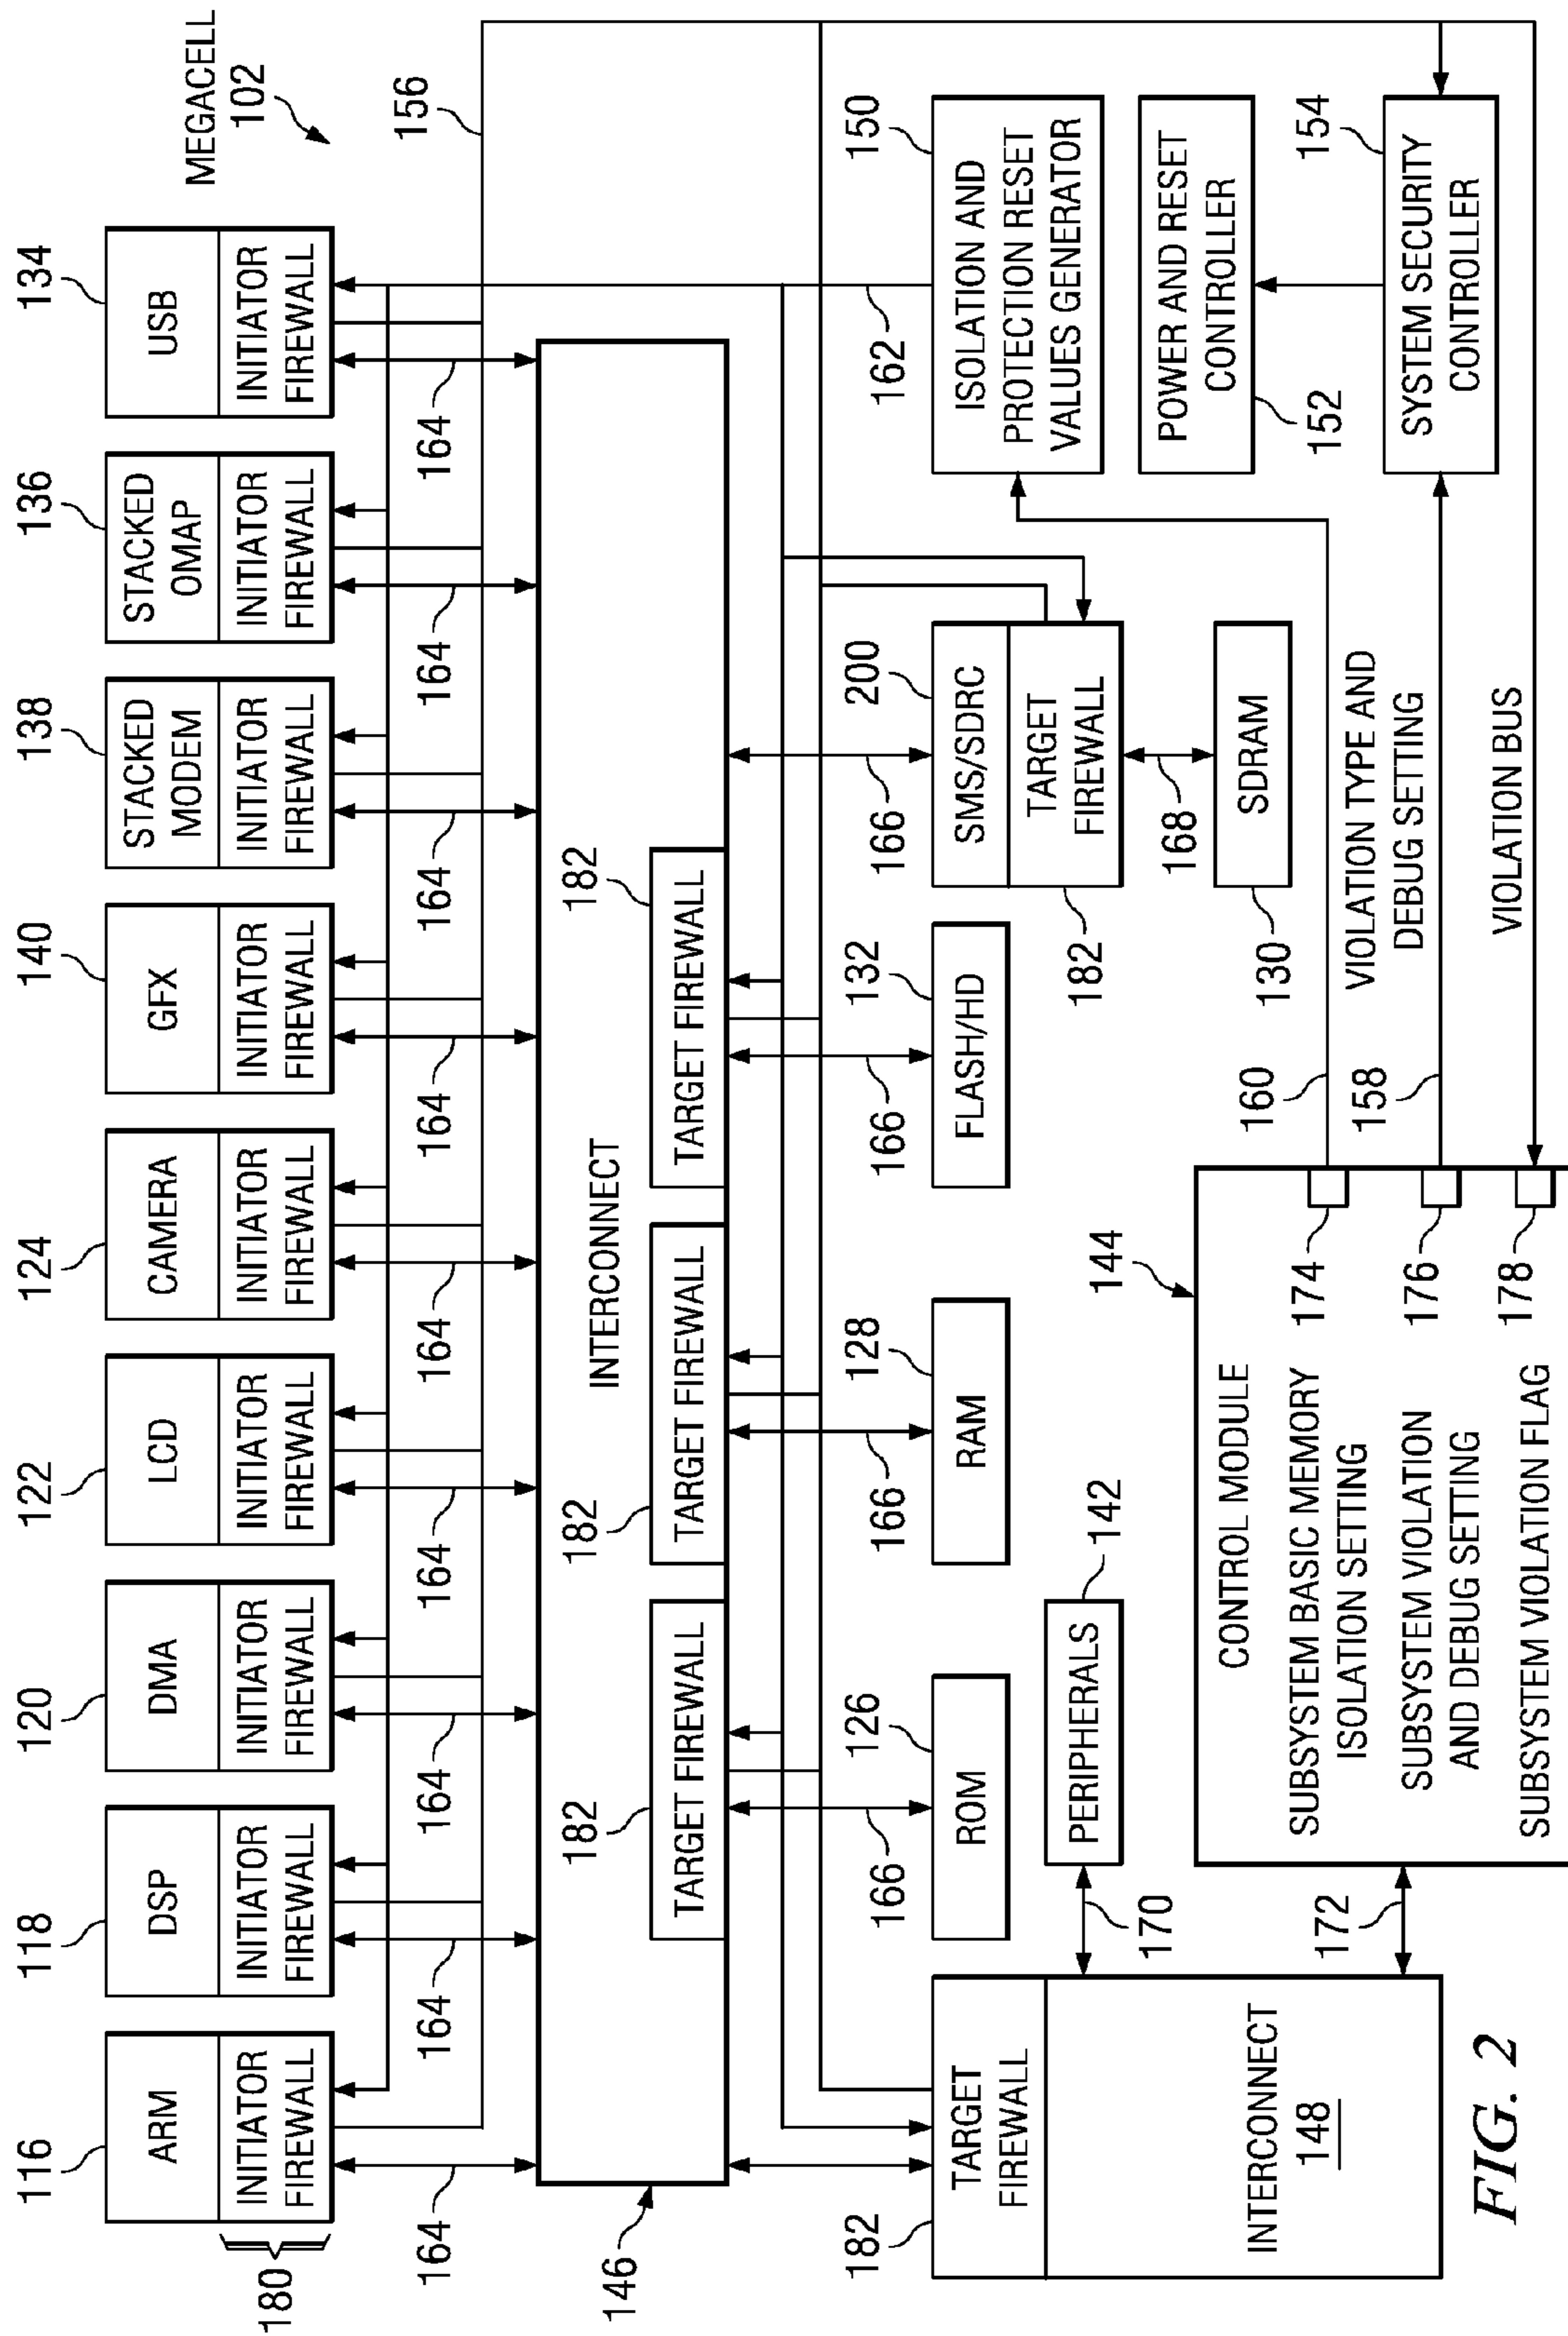 MEGACELL
102
116
118
120
122
124
140
138
136
134
ARM
DSP
DMA
LCD
CAMERA
GFX
STACKED
MODEM
STACKED
OMAP
USB
INITIATOR
FIREWALL
INITIATOR
FIREWALL
INITIATOR
FIREWALL
INITIATOR
FIREWALL
INITIATOR
FIREWALL
INITIATOR
FIREWALL
INITIATOR
FIREWALL
INITIATOR
FIREWALL
INITIATOR
FIREWALL
180
156
164
164
164
164
164
164
164
164
164
146
INTERCONNECT
182
182
182
TARGET FIREWALL
TARGET FIREWALL
TARGET FIREWALL
182
166
126
166
128
166
132
166
200
162
150
TARGET
FIREWALL
INTERCONNECT
148
ROM
RAM
FLASH/HD
SMS/SDRC
TARGET
FIREWALL
182
168
SDRAM
130
ISOLATION AND
PROTECTION RESET
VALUES GENERATOR
POWER AND RESET
CONTROLLER
152
154
SYSTEM SECURITY
CONTROLLER
PERIPHERALS
142
170
172
144
CONTROL MODULE
SUBSYSTEM BASIC MEMORY
ISOLATION SETTING
174
SUBSYSTEM VIOLATION
AND DEBUG SETTING
176
SUBSYSTEM VIOLATION FLAG
178
160
158
VIOLATION TYPE AND
DEBUG SETTING
VIOLATION BUS
FIG. 2